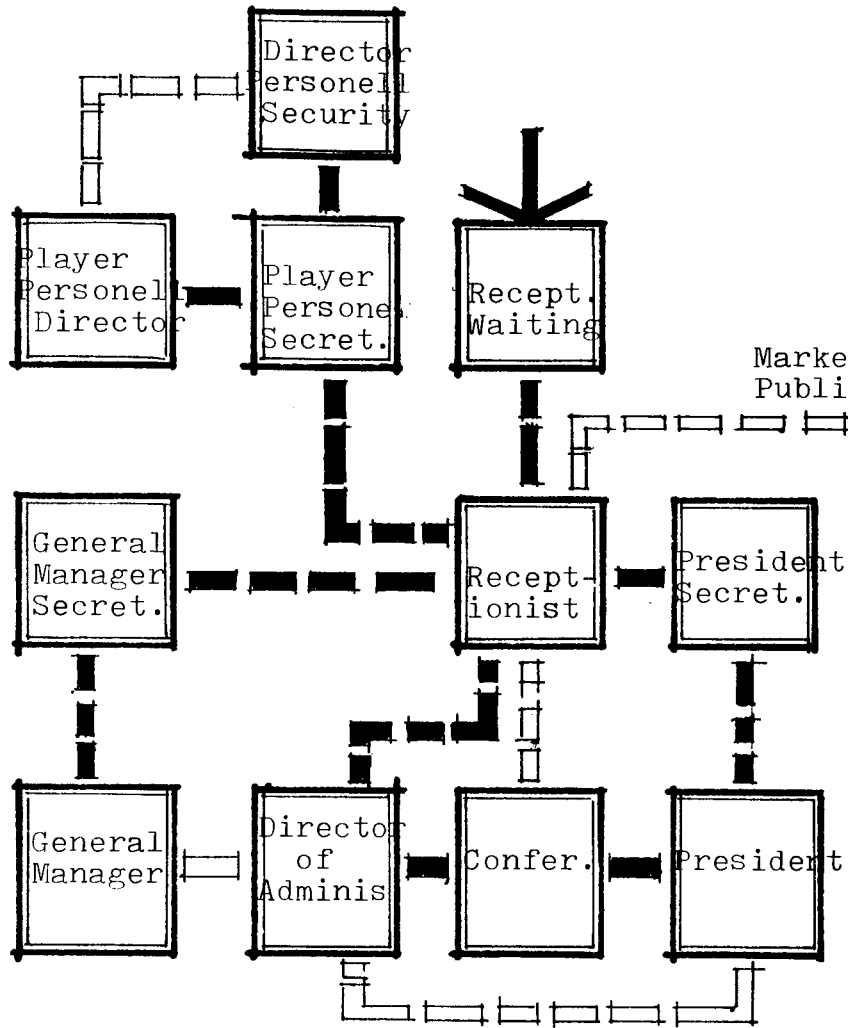 Director
Personell
Security
Player
Personell
Director
Player
Personel
Secret.
Recept.
Waiting
Marke
Publi
General
Manager
Secret.
Recept-
ionist
President
Secret.
General
Manager
Director
of
Adminis
Confer.
President